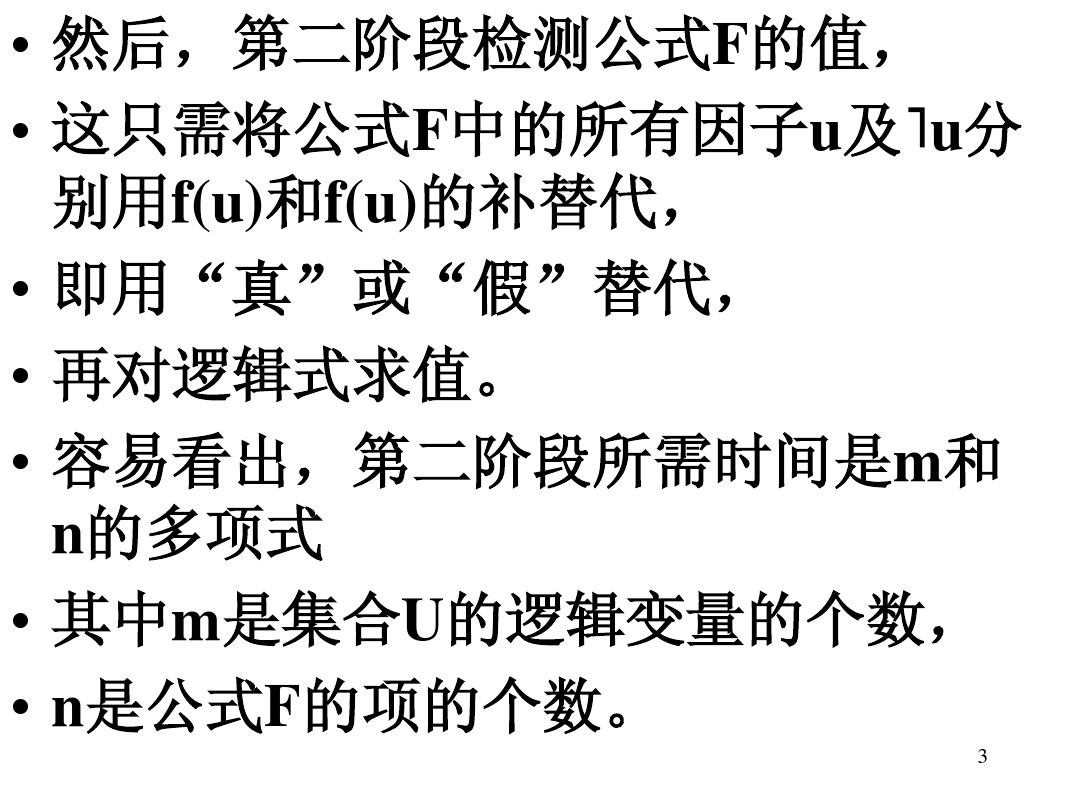 • 然后，第二阶段检测公式F的值，
• 这只需将公式F中的所有因子u及˥u分
别用f(u)和f(u)的补替代，
• 即用“真”或“假”替代，
• 再对逻辑式求值。
• 容易看出，第二阶段所需时间是m和
n的多项式
• 其中m是集合U的逻辑变量的个数，
• n是公式F的项的个数。
3